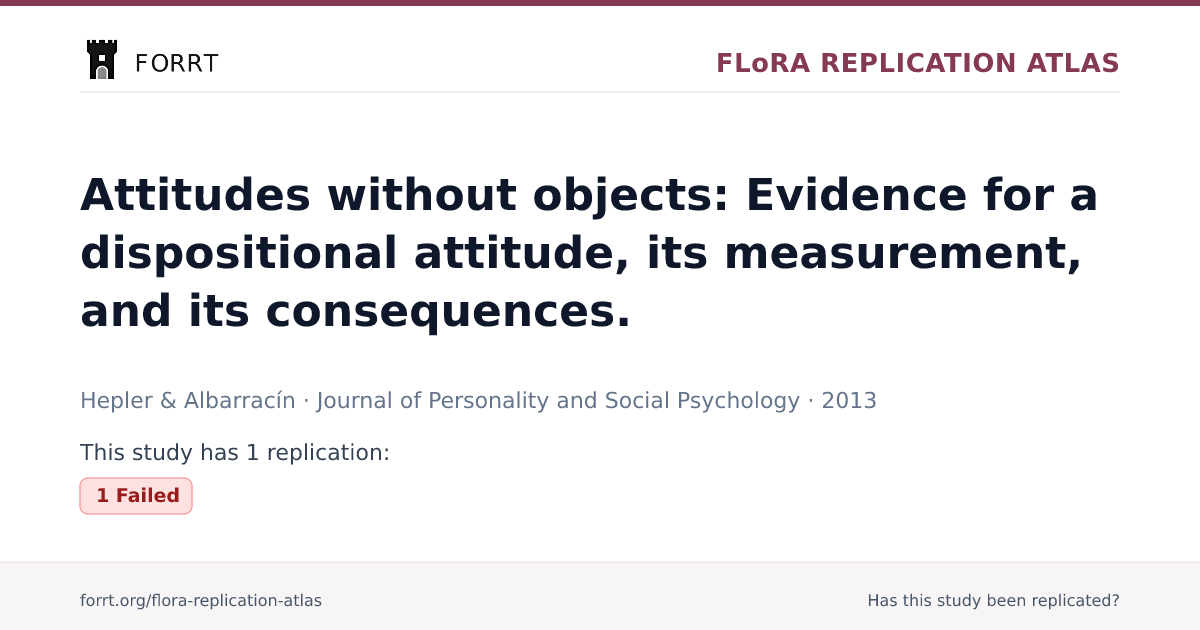 FORRT
FLoRA REPLICATION ATLAS
Attitudes without objects: Evidence for a
dispositional attitude, its measurement,
and its consequences.
Hepler & Albarracín · Journal of Personality and Social Psychology · 2013
This study has 1 replication:
1 Failed
forrt.org/flora-replication-atlas
Has this study been replicated?